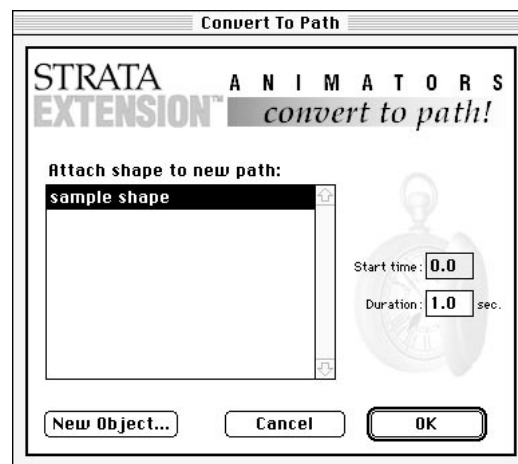 Convert To Path
STRATA ANIMATORS
EXTENSION™ convert to path!
Attach shape to new path:
sample shape
Start time: 0.0
Duration: 1.0 sec.
New Object... Cancel OK